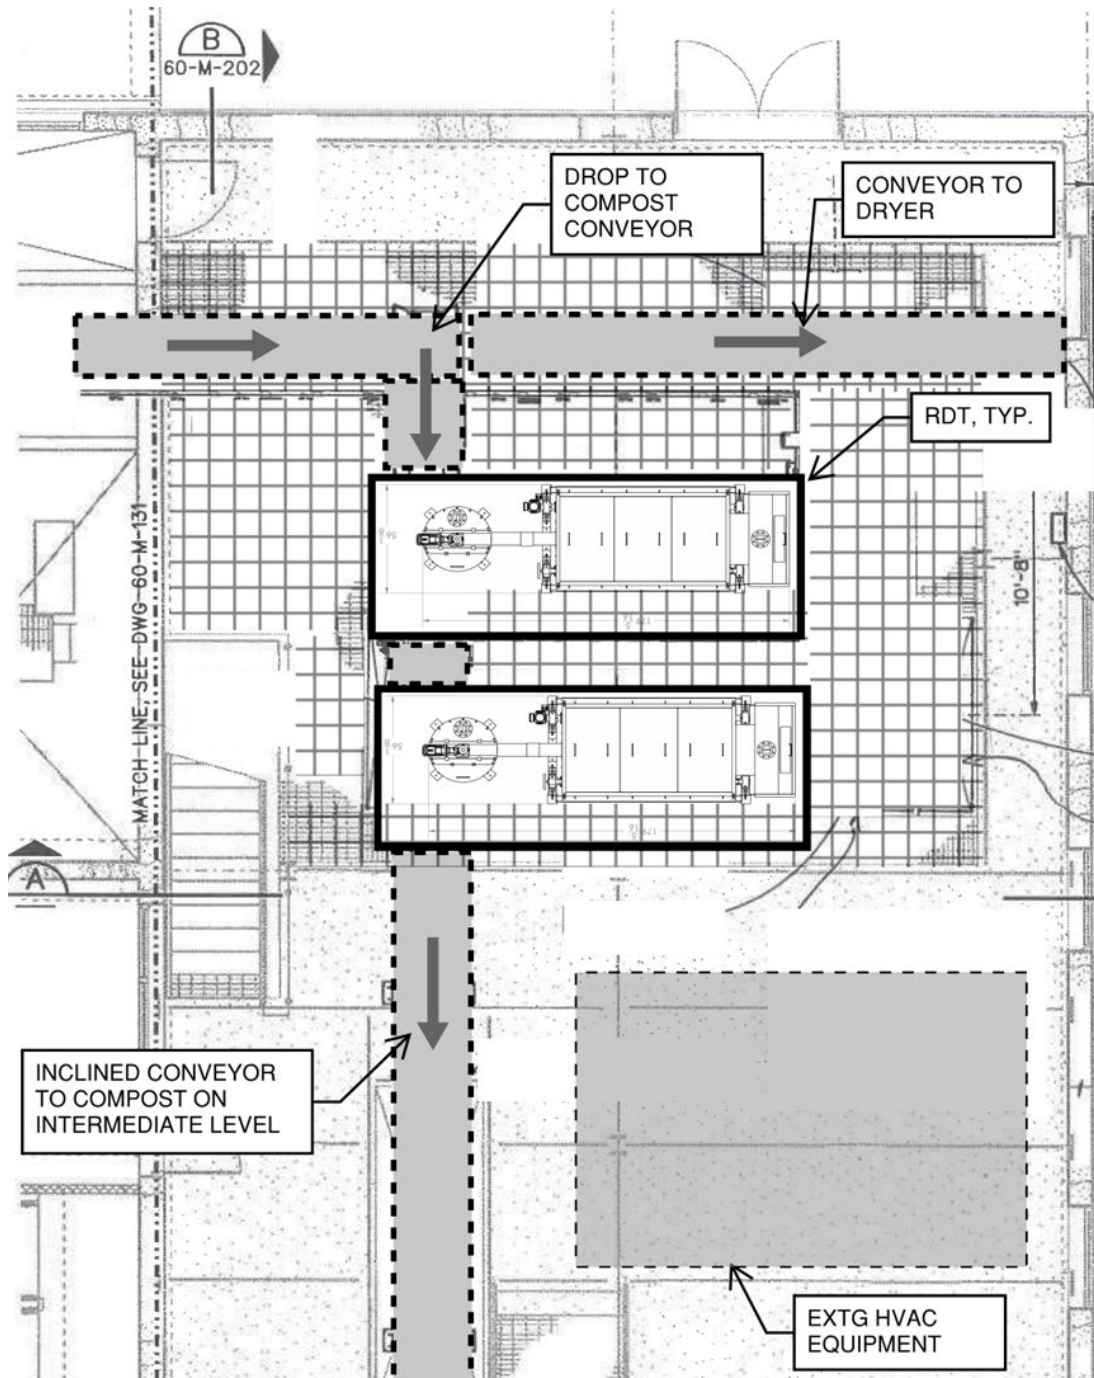 B
60-M-202
DROP TO
COMPOST
CONVEYOR
CONVEYOR TO
DRYER
RDT, TYP.
MATCH LINE, SEE DWG 60-M-131
10'-8"
A
INCLINED CONVEYOR
TO COMPOST ON
INTERMEDIATE LEVEL
EXTG HVAC
EQUIPMENT